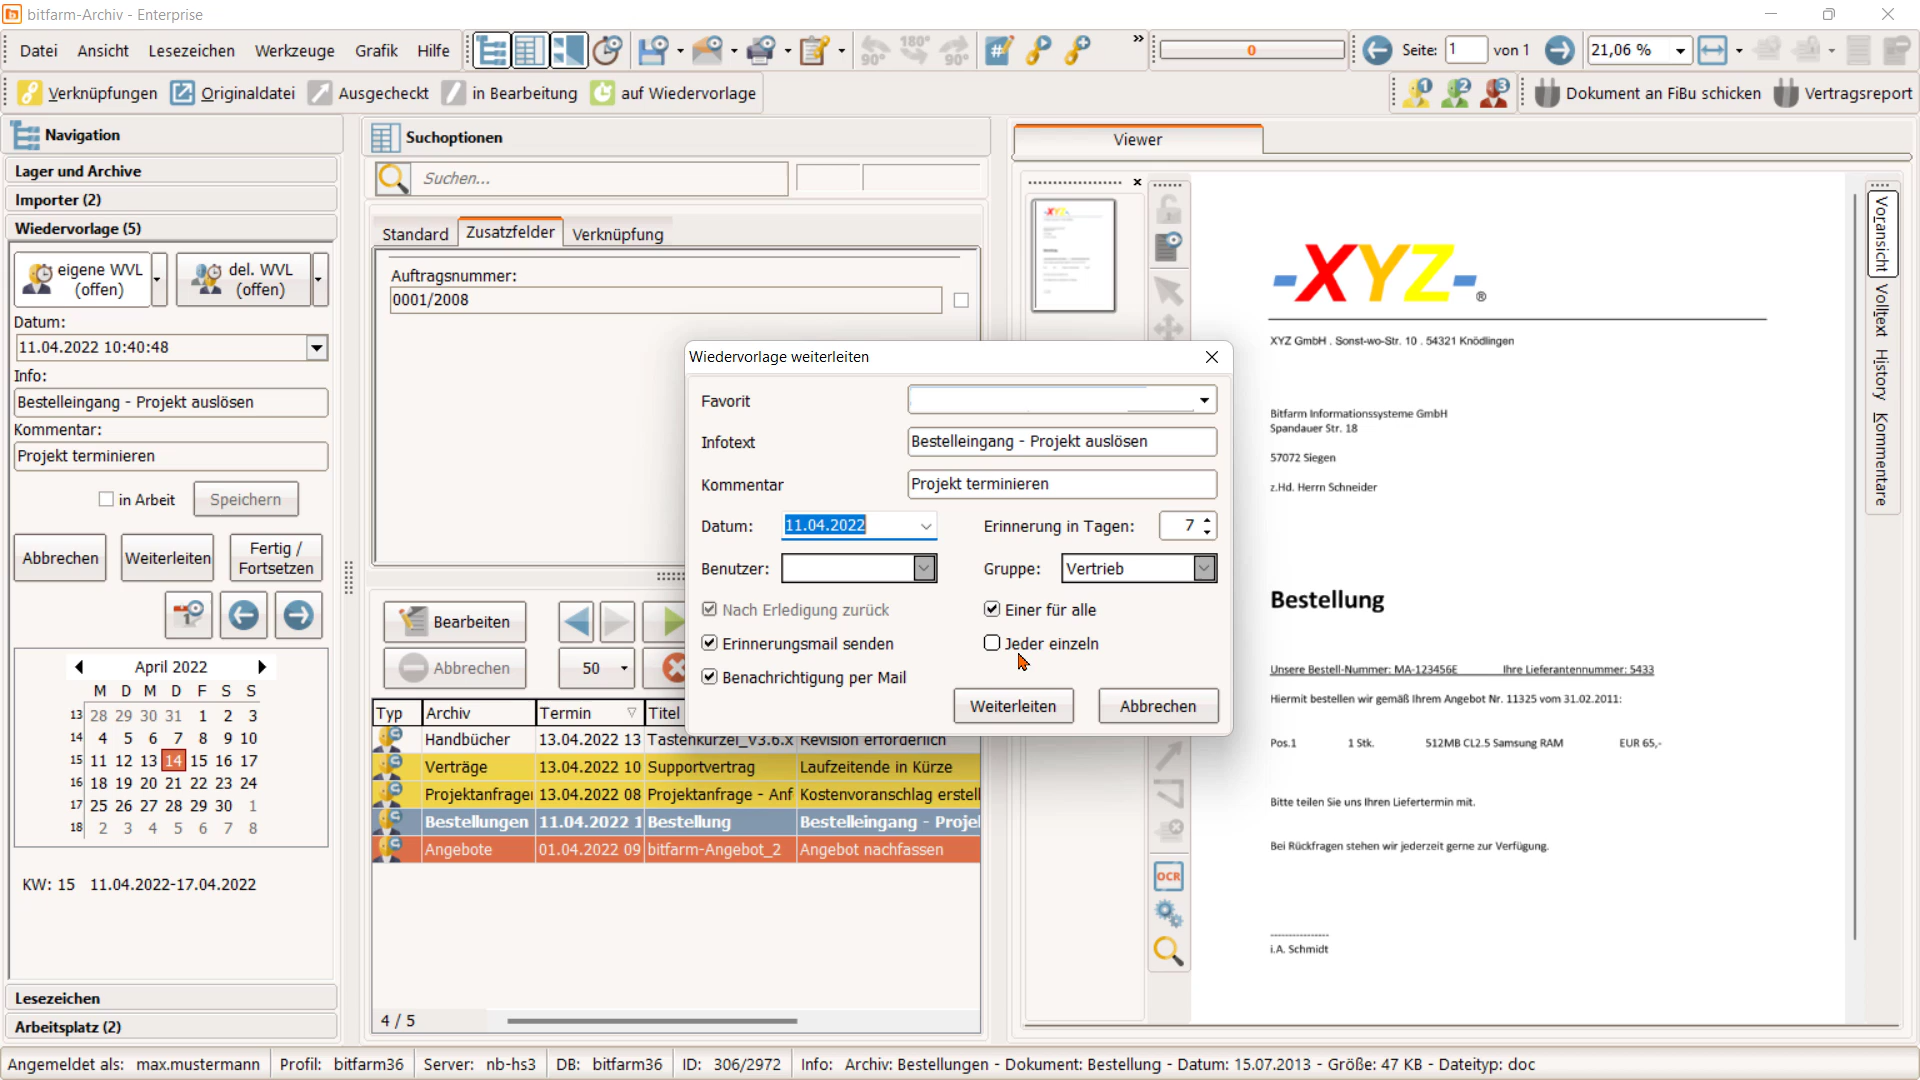 bitfarm-Archiv - Enterprise
Datei Ansicht Lesezeichen Werkzeuge Grafik Hilfe
90° 180° 90°
0
Seite: 1 von 1
21,06 %
Verknüpfungen Originaldatei Ausgecheckt in Bearbeitung auf Wiedervorlage
1 2 3
Dokument an FiBu schicken Vertragsreport
Navigation
Lager und Archive
Importer (2)
Wiedervorlage (5)
eigene WVL
(offen)
del. WVL
(offen)
Datum:
11.04.2022 10:40:48
Info:
Bestelleingang - Projekt auslösen
Kommentar:
Projekt terminieren
in Arbeit Speichern
Abbrechen Weiterleiten Fertig /
Fortsetzen
April 2022
M D M D F S S
13 28 29 30 31 1 2 3
14 4 5 6 7 8 9 10
15 11 12 13 14 15 16 17
16 18 19 20 21 22 23 24
17 25 26 27 28 29 30 1
18 2 3 4 5 6 7 8
KW: 15 11.04.2022-17.04.2022
Lesezeichen
Arbeitsplatz (2)
Suchoptionen
Suchen...
Standard Zusatzfelder Verknüpfung
Auftragsnummer:
0001/2008
Bearbeiten
Abbrechen 50
Typ Archiv Termin Titel
Handbücher 13.04.2022 13 Tastenkürzel_V3.6.x Revision erforderlich
Verträge 13.04.2022 10 Supportvertrag Laufzeitende in Kürze
Projektanfragen 13.04.2022 08 Projektanfrage - Anf Kostenvoranschlag erstell
Bestellungen 11.04.2022 1 Bestellung Bestelleingang - Projel
Angebote 01.04.2022 09 bitfarm-Angebot_2 Angebot nachfassen
4 / 5
Wiedervorlage weiterleiten
Favorit
Infotext Bestelleingang - Projekt auslösen
Kommentar Projekt terminieren
Datum: 11.04.2022 Erinnerung in Tagen: 7
Benutzer: Gruppe: Vertrieb
Nach Erledigung zurück Einer für alle
Erinnerungsmail senden Jeder einzeln
Benachrichtigung per Mail
Weiterleiten Abbrechen
Viewer
OCR
-XYZ-®
XYZ GmbH . Sonst-wo-Str. 10 . 54321 Knödlingen
Bitfarm Informationssysteme GmbH
Spandauer Str. 18
57072 Siegen
z.Hd. Herrn Schneider
Bestellung
Unsere Bestell-Nummer: MA-123456E Ihre Lieferantennummer: 5433
Hiermit bestellen wir gemäß Ihrem Angebot Nr. 11325 vom 31.02.2011:
Pos.1 1 Stk. 512MB CL2.5 Samsung RAM EUR 65,-
Bitte teilen Sie uns Ihren Liefertermin mit.
Bei Rückfragen stehen wir jederzeit gerne zur Verfügung.
i.A. Schmidt
Voransicht
Volltext
History
Kommentare
Angemeldet als: max.mustermann Profil: bitfarm36 Server: nb-hs3 DB: bitfarm36 ID: 306/2972 Info: Archiv: Bestellungen - Dokument: Bestellung - Datum: 15.07.2013 - Größe: 47 KB - Dateityp: doc